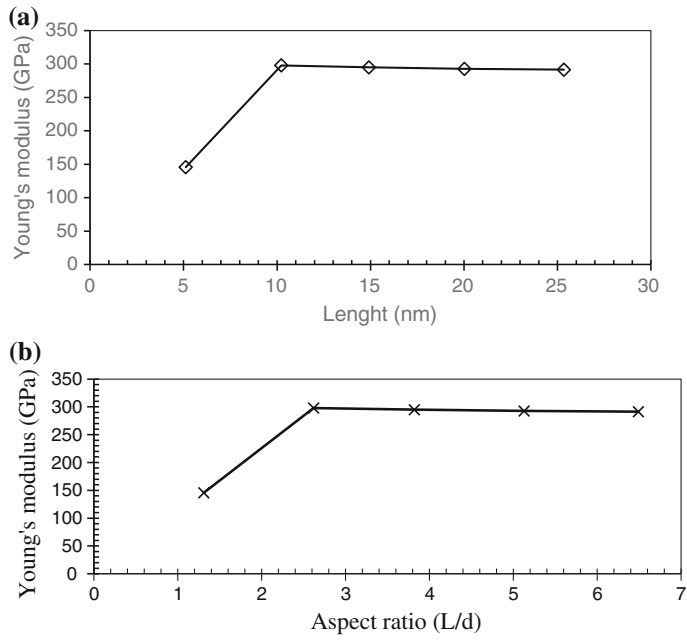 (a)
Young's modulus (GPa)
350
300
250
200
150
100
50
0
0 5 10 15 20 25 30
Lenght (nm)
(b)
Young's modulus (GPa)
350
300
250
200
150
100
50
0
0 1 2 3 4 5 6 7
Aspect ratio (L/d)